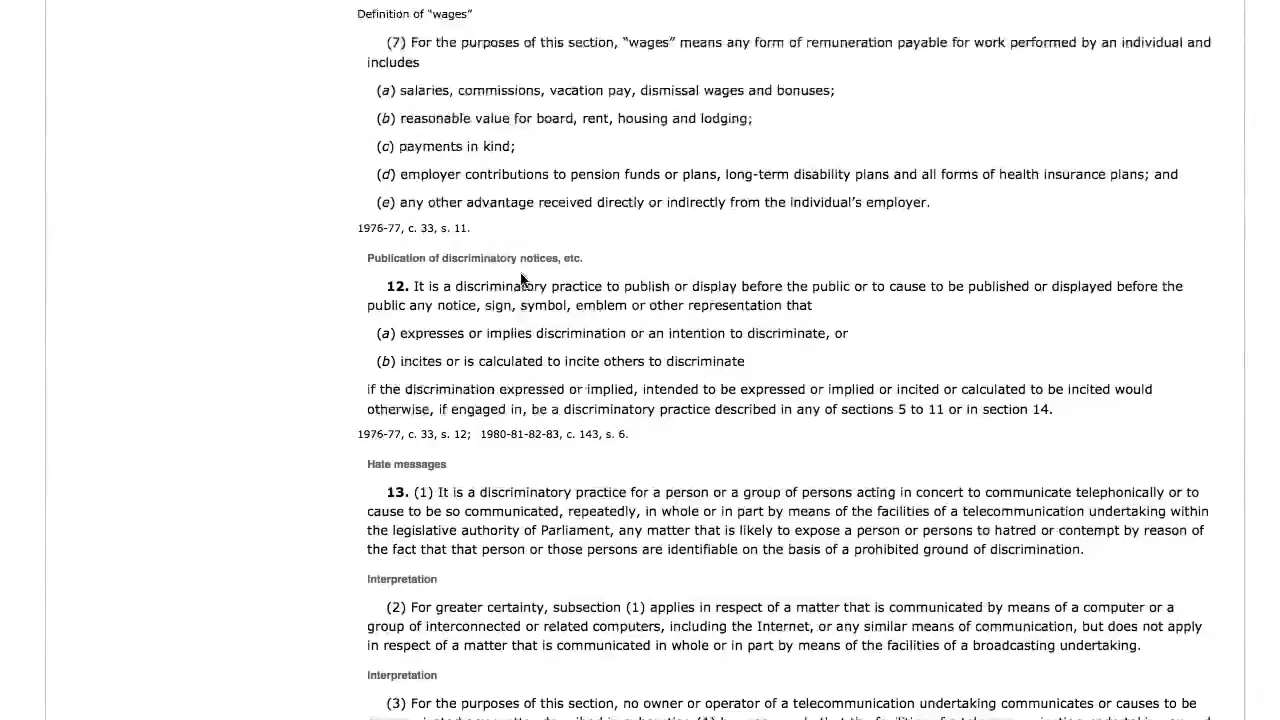 Definition of “wages”
(7) For the purposes of this section, “wages” means any form of remuneration payable for work performed by an individual and
includes
(a) salaries, commissions, vacation pay, dismissal wages and bonuses;
(b) reasonable value for board, rent, housing and lodging;
(c) payments in kind;
(d) employer contributions to pension funds or plans, long-term disability plans and all forms of health insurance plans; and
(e) any other advantage received directly or indirectly from the individual’s employer.
1976-77, c. 33, s. 11.
Publication of discriminatory notices, etc.
12. It is a discriminatory practice to publish or display before the public or to cause to be published or displayed before the
public any notice, sign, symbol, emblem or other representation that
(a) expresses or implies discrimination or an intention to discriminate, or
(b) incites or is calculated to incite others to discriminate
if the discrimination expressed or implied, intended to be expressed or implied or incited or calculated to be incited would
otherwise, if engaged in, be a discriminatory practice described in any of sections 5 to 11 or in section 14.
1976-77, c. 33, s. 12; 1980-81-82-83, c. 143, s. 6.
Hate messages
13. (1) It is a discriminatory practice for a person or a group of persons acting in concert to communicate telephonically or to
cause to be so communicated, repeatedly, in whole or in part by means of the facilities of a telecommunication undertaking within
the legislative authority of Parliament, any matter that is likely to expose a person or persons to hatred or contempt by reason of
the fact that that person or those persons are identifiable on the basis of a prohibited ground of discrimination.
Interpretation
(2) For greater certainty, subsection (1) applies in respect of a matter that is communicated by means of a computer or a
group of interconnected or related computers, including the Internet, or any similar means of communication, but does not apply
in respect of a matter that is communicated in whole or in part by means of the facilities of a broadcasting undertaking.
Interpretation
(3) For the purposes of this section, no owner or operator of a telecommunication undertaking communicates or causes to be